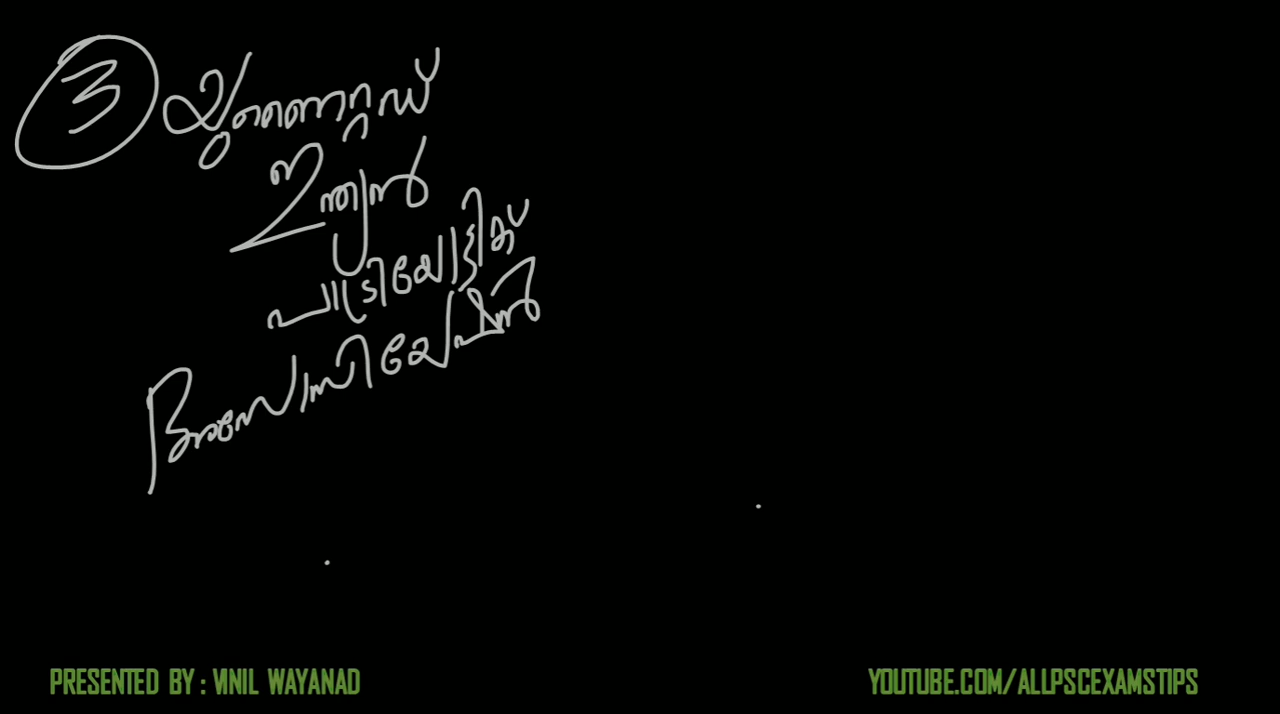 3 യുണൈറ്റഡ്
ഇന്ത്യൻ
പാട്രിയോട്ടിക്
അസോസിയേഷൻ
PRESENTED BY : VINIL WAYANAD
YOUTUBE.COM/ALLPSCEXAMSTIPS